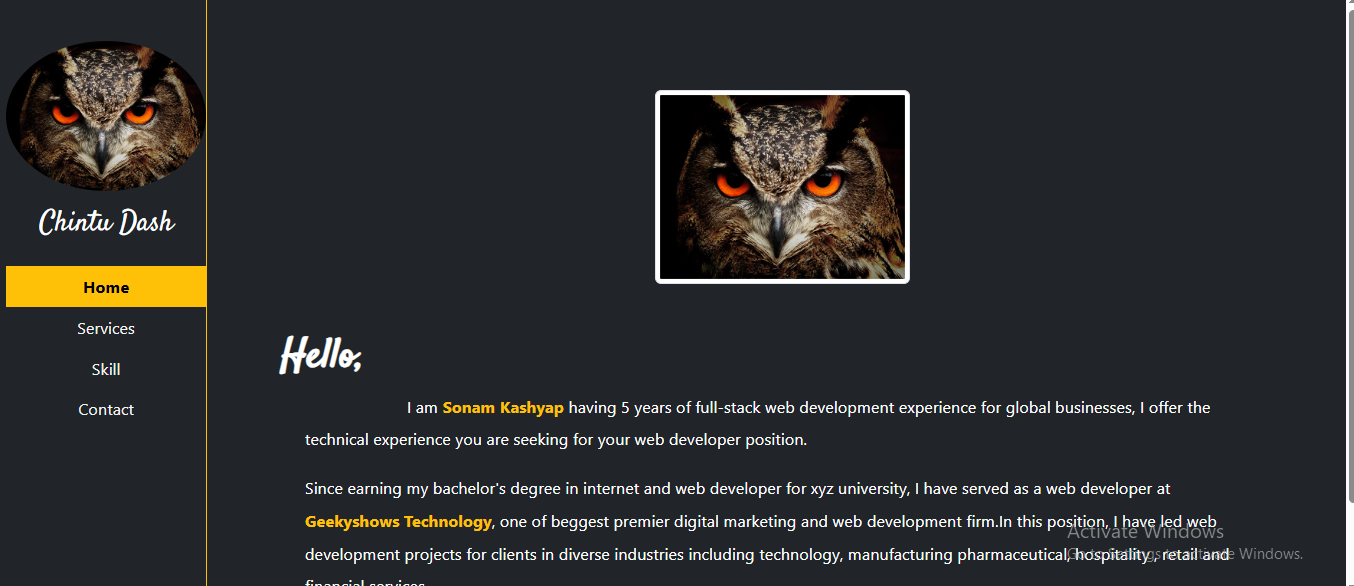 Chintu Dash
Home
Services
Skill
Contact
Hello,
I am Sonam Kashyap having 5 years of full-stack web development experience for global businesses, I offer the
technical experience you are seeking for your web developer position.
Since earning my bachelor's degree in internet and web developer for xyz university, I have served as a web developer at
Geekyshows Technology, one of beggest premier digital marketing and web development firm.In this position, I have led web
development projects for clients in diverse industries including technology, manufacturing pharmaceutical, hospitality, retail and
financial services.
Activate Windows
Go to Settings to activate Windows.